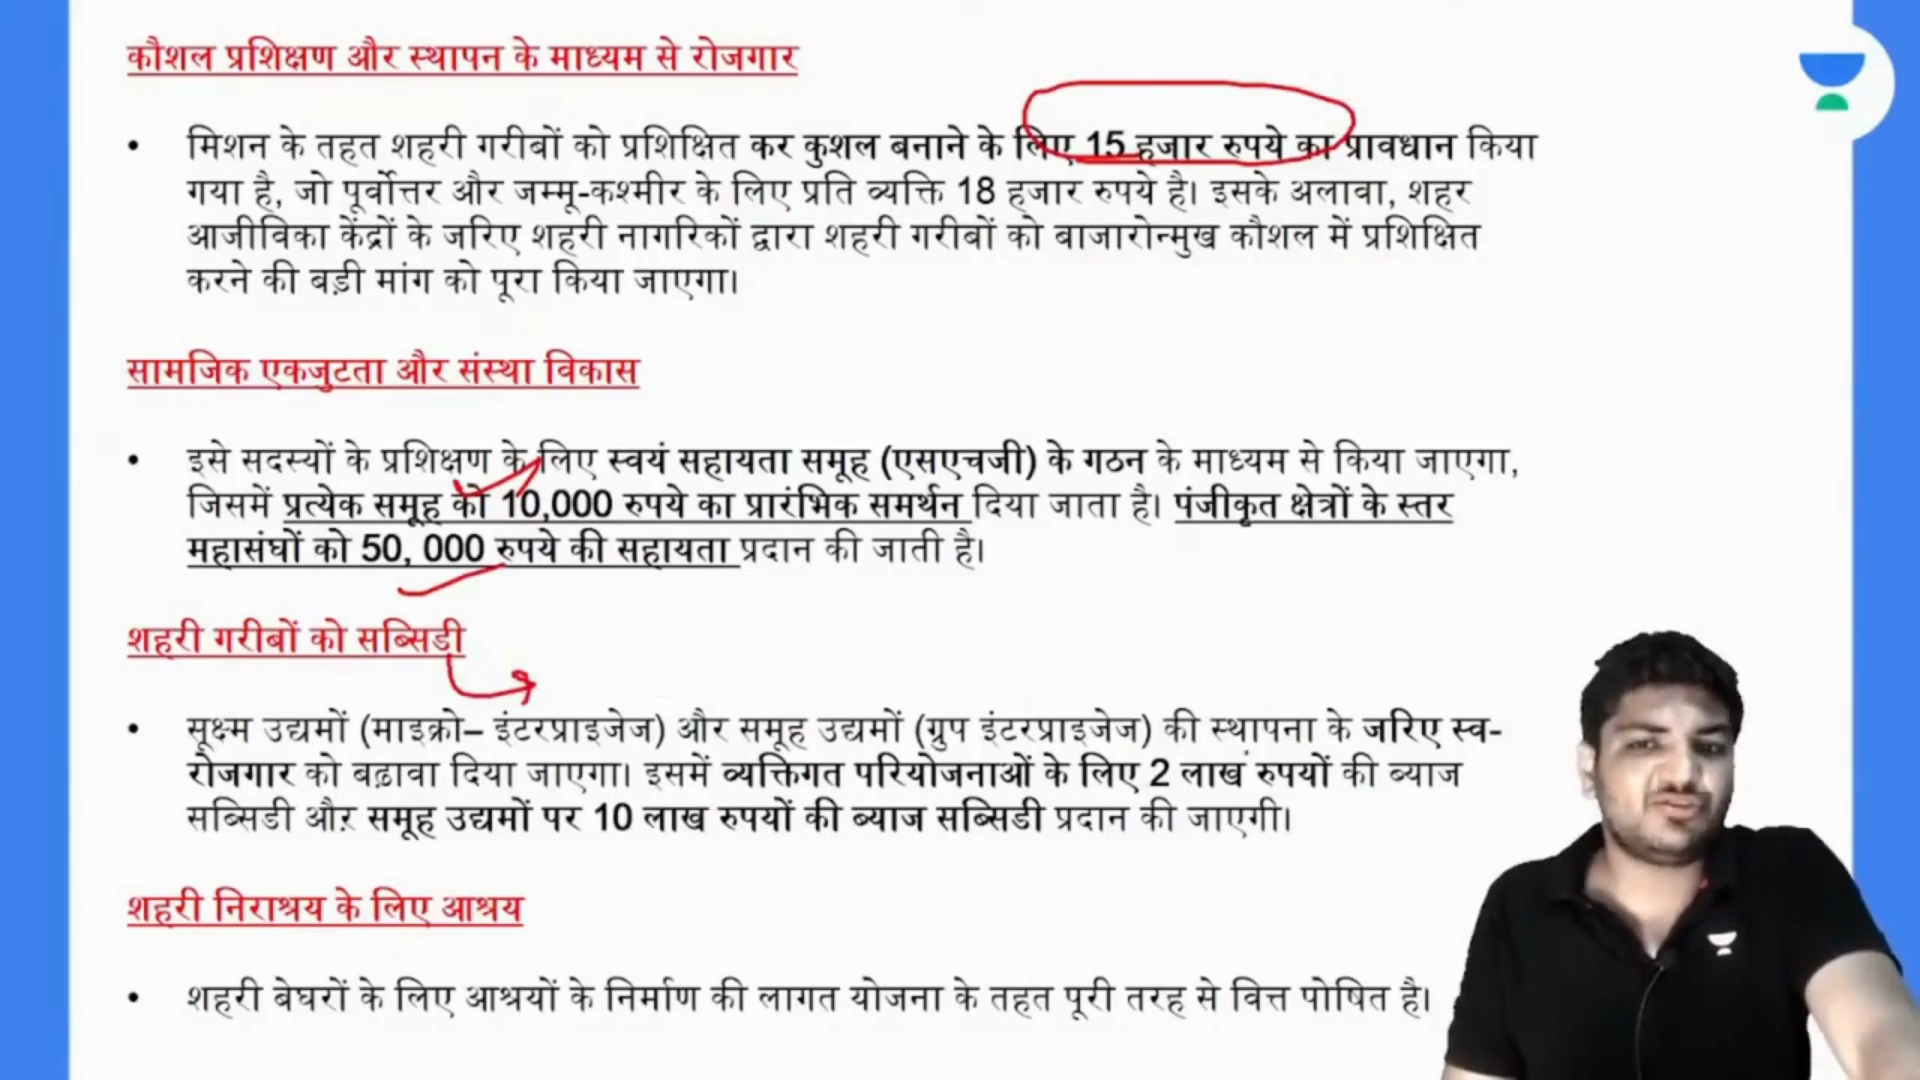 कौशल प्रशिक्षण और स्थापन के माध्यम से रोजगार
• मिशन के तहत शहरी गरीबों को प्रशिक्षित कर कुशल बनाने के लिए 15 हजार रुपये का प्रावधान किया
गया है, जो पूर्वोत्तर और जम्मू-कश्मीर के लिए प्रति व्यक्ति 18 हजार रुपये है। इसके अलावा, शहर
आजीविका केंद्रों के जरिए शहरी नागरिकों द्वारा शहरी गरीबों को बाजारोन्मुख कौशल में प्रशिक्षित
करने की बड़ी मांग को पूरा किया जाएगा।
सामजिक एकजुटता और संस्था विकास
• इसे सदस्यों के प्रशिक्षण के लिए स्वयं सहायता समूह (एसएचजी) के गठन के माध्यम से किया जाएगा,
जिसमें प्रत्येक समूह को 10,000 रुपये का प्रारंभिक समर्थन दिया जाता है। पंजीकृत क्षेत्रों के स्तर
महासंघों को 50, 000 रुपये की सहायता प्रदान की जाती है।
शहरी गरीबों को सब्सिडी
• सूक्ष्म उद्यमों (माइक्रो– इंटरप्राइजेज) और समूह उद्यमों (ग्रुप इंटरप्राइजेज) की स्थापना के जरिए स्व-
रोजगार को बढ़ावा दिया जाएगा। इसमें व्यक्तिगत परियोजनाओं के लिए 2 लाख रुपयों की ब्याज
सब्सिडी और समूह उद्यमों पर 10 लाख रुपयों की ब्याज सब्सिडी प्रदान की जाएगी।
शहरी निराश्रय के लिए आश्रय
• शहरी बेघरों के लिए आश्रयों के निर्माण की लागत योजना के तहत पूरी तरह से वित्त पोषित है।